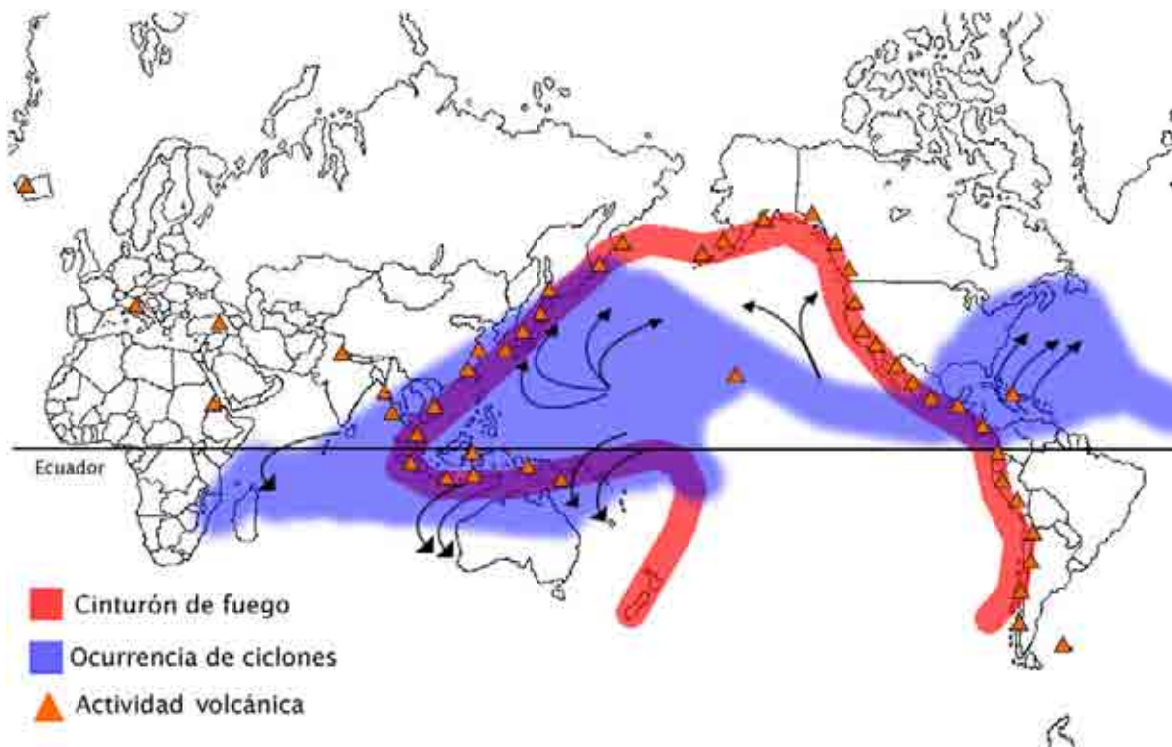 Ecuador
Cinturón de fuego
Ocurrencia de ciclones
Actividad volcánica